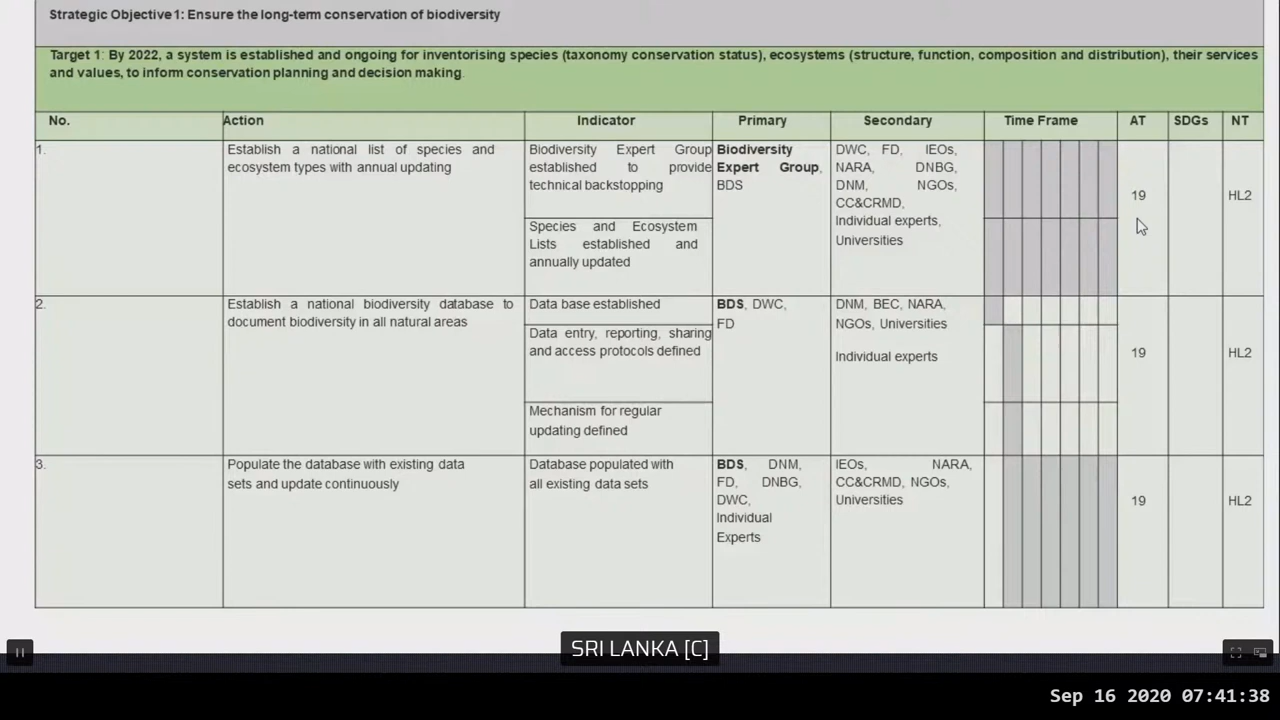 Strategic Objective 1: Ensure the long-term conservation of biodiversity
Target 1: By 2022, a system is established and ongoing for inventorising species (taxonomy conservation status), ecosystems (structure, function, composition and distribution), their services
and values, to inform conservation planning and decision making.
No. Action Indicator Primary Secondary Time Frame AT SDGs NT
1.
Establish a national list of species and
ecosystem types with annual updating
Biodiversity Expert Group
established to provide
technical backstopping
Species and Ecosystem
Lists established and
annually updated
Biodiversity
Expert Group,
BDS
DWC, FD, IEOs,
NARA, DNBG,
DNM, NGOs,
CC&CRMD,
Individual experts,
Universities
19
HL2
2.
Establish a national biodiversity database to
document biodiversity in all natural areas
Data base established
Data entry, reporting, sharing
and access protocols defined
Mechanism for regular
updating defined
BDS, DWC,
FD
DNM, BEC, NARA,
NGOs, Universities
Individual experts
19
HL2
3.
Populate the database with existing data
sets and update continuously
Database populated with
all existing data sets
BDS, DNM,
FD, DNBG,
DWC,
Individual
Experts
IEOs, NARA,
CC&CRMD, NGOs,
Universities
19
HL2
SRI LANKA [C]
Sep 16 2020 07:41:38